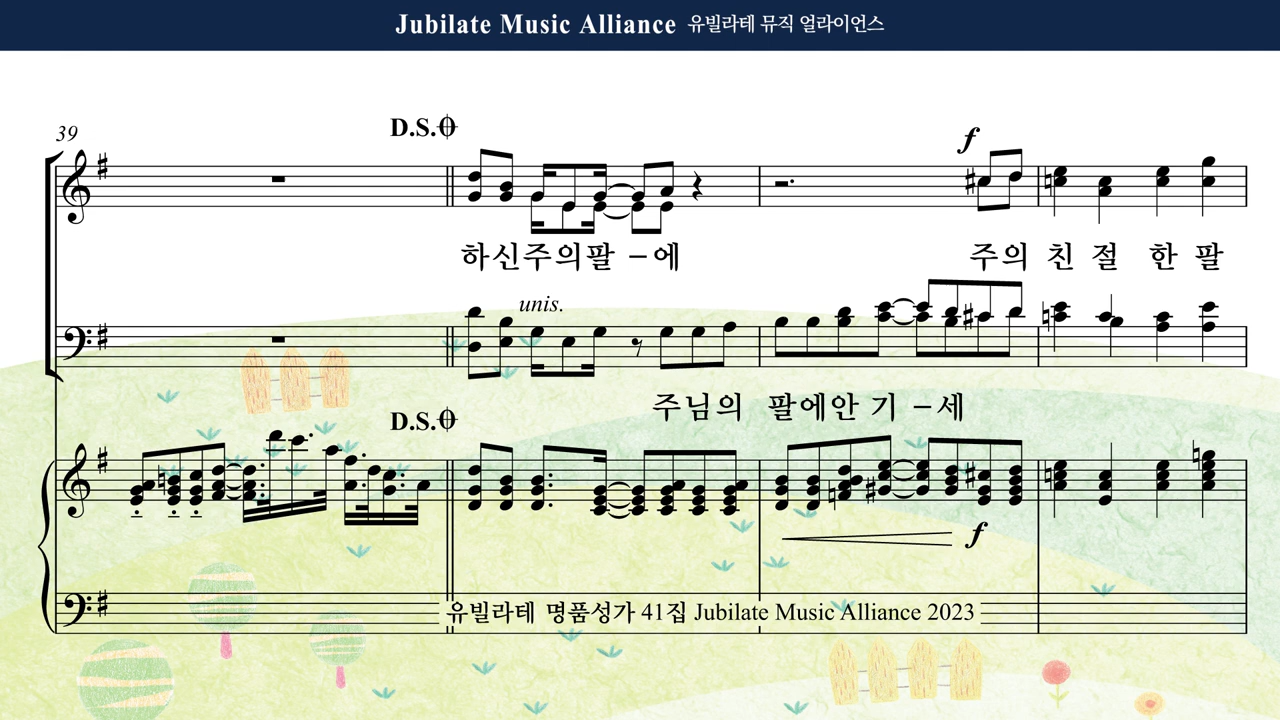 Jubilate Music Alliance 유빌라테 뮤직 얼라이언스
39
D.S.
f
하신주의팔 -에 주의 친 절 한 팔
unis.
주님의 팔에안 기 -세
D.S.
f
유빌라테 명품성가 41집 Jubilate Music Alliance 2023